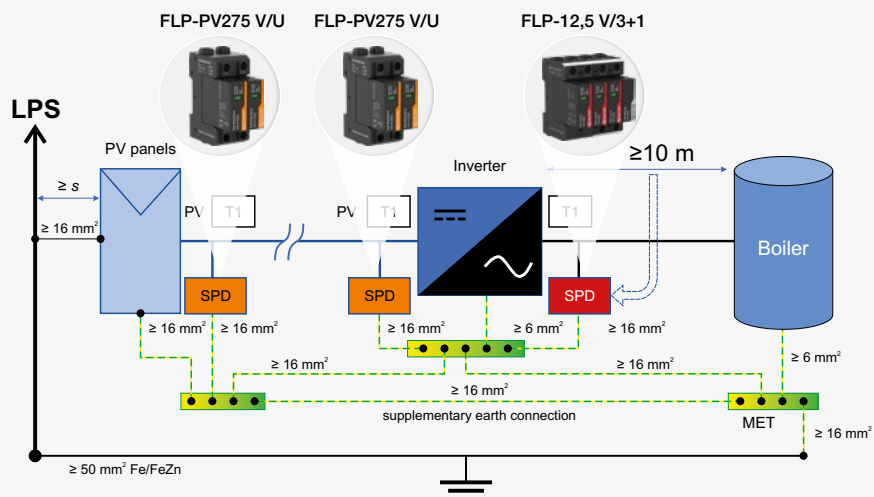 FLP-PV275 V/U
FLP-PV275 V/U
FLP-12,5 V/3+1
LPS
PV panels
Inverter
≥10 m
≥ s
PV T1
PV T1
T1
≥ 16 mm²
Boiler
SPD
SPD
SPD
≥ 16 mm²
≥ 16 mm²
≥ 16 mm²
≥ 6 mm²
≥ 16 mm²
≥ 6 mm²
≥ 16 mm²
≥ 16 mm²
≥ 16 mm²
supplementary earth connection
MET
≥ 16 mm²
≥ 50 mm² Fe/FeZn